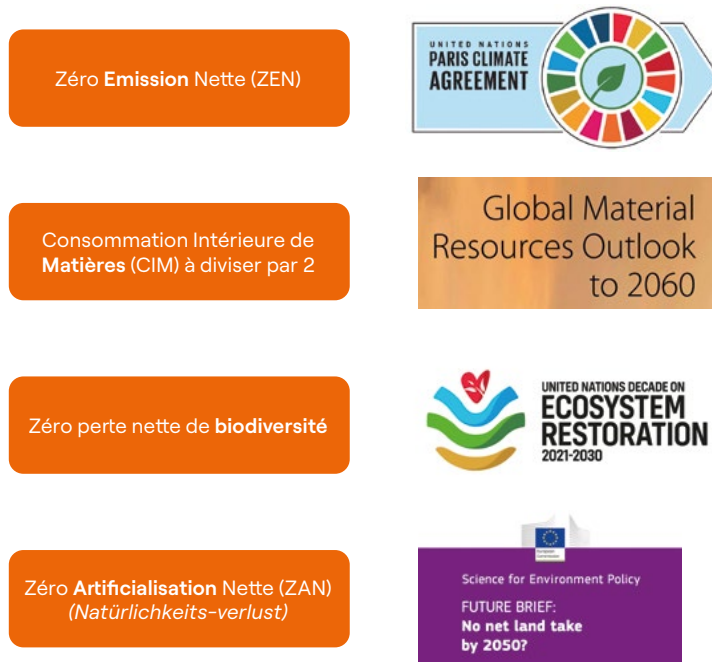 Zéro Emission Nette (ZEN)
UNITED NATIONS
PARIS CLIMATE
AGREEMENT
Consommation Intérieure de
Matières (CIM) à diviser par 2
Global Material
Resources Outlook
to 2060
Zéro perte nette de biodiversité
UNITED NATIONS DECADE ON
ECOSYSTEM
RESTORATION
2021-2030
Zéro Artificialisation Nette (ZAN)
(Natürlichkeits-verlust)
European
Commission
Science for Environment Policy
FUTURE BRIEF:
No net land take
by 2050?